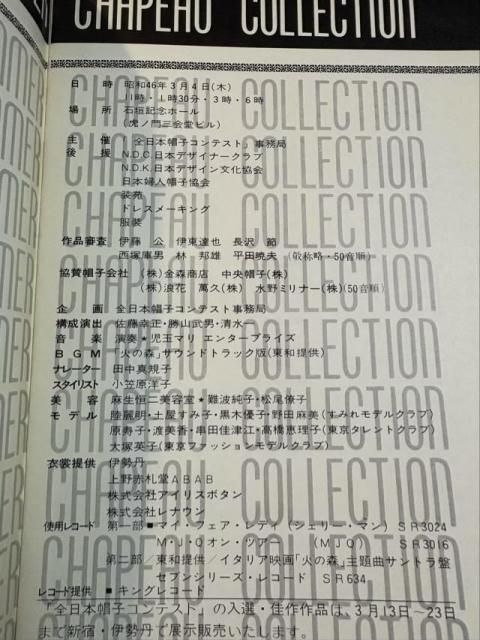 CHAPEAU COLLECTION
日時 昭和46年3月4日(木)
11時・1時30分・3時・6時
場所 石垣記念ホール
(虎ノ門三会堂ビル)
主催 「全日本帽子コンテスト」事務局
後援 N.D.C.日本デザイナークラブ
N.D.K.日本デザイン文化協会
日本婦人帽子協会
装苑
ドレスメーキング
服装
作品審査 伊藤 公 伊東達也 長沢 節
西塚庫男 林 邦雄 平田暁夫 (敬称略・50音順)
協賛帽子会社 (株)金森商店 中央帽子(株)
(株)浪花 萬久(株) 水野ミリナー(株)(50音順)
企画 全日本帽子コンテスト事務局
構成演出 佐藤幸正・勝山武男・清水一
音楽 演奏★児玉マリ エンタープライズ
BGM 「火の森」サウンドトラック版(東和提供)
ナレーター 田中真規子
スタイリスト 小笠原洋子
美容 麻生恒二美容室★難波純子・松尾僚子
モデル 陸麗明・土屋すみ子・黒木優子・野田麻美(すみれモデルクラブ)
原寿子・渡美香・串田佳津江・高橋恵理子(東京タレントクラブ)
大塚英子(東京ファッションモデルクラブ)
衣裳提供 伊勢丹
上野赤札堂ABAB
株式会社アイリスボタン
株式会社レナウン
使用レコード 第一部■マイ・フェア・レディ(シェリー・マン) SR3024
M・J・Qオン・ツアー (MJQ) SR3016
第二部/東和提供/イタリア映画「火の森」主題曲サントラ盤
セブンシリーズ・レコード SR634
レコード提供 ■キングレコード
「全日本帽子コンテスト」の入選・佳作作品は、3月13日〜23日
まで新宿・伊勢丹で展示販売いたします。